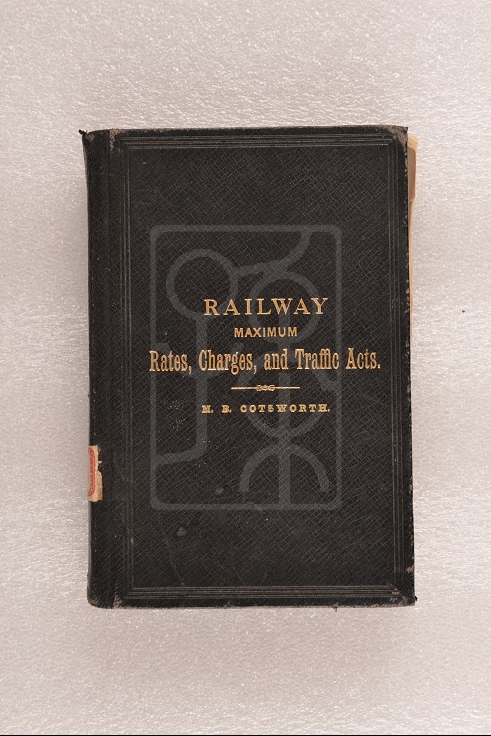 RAILWAY
MAXIMUM
Rates, Charges, and Traffic Acts.
M. B. COTSWORTH.